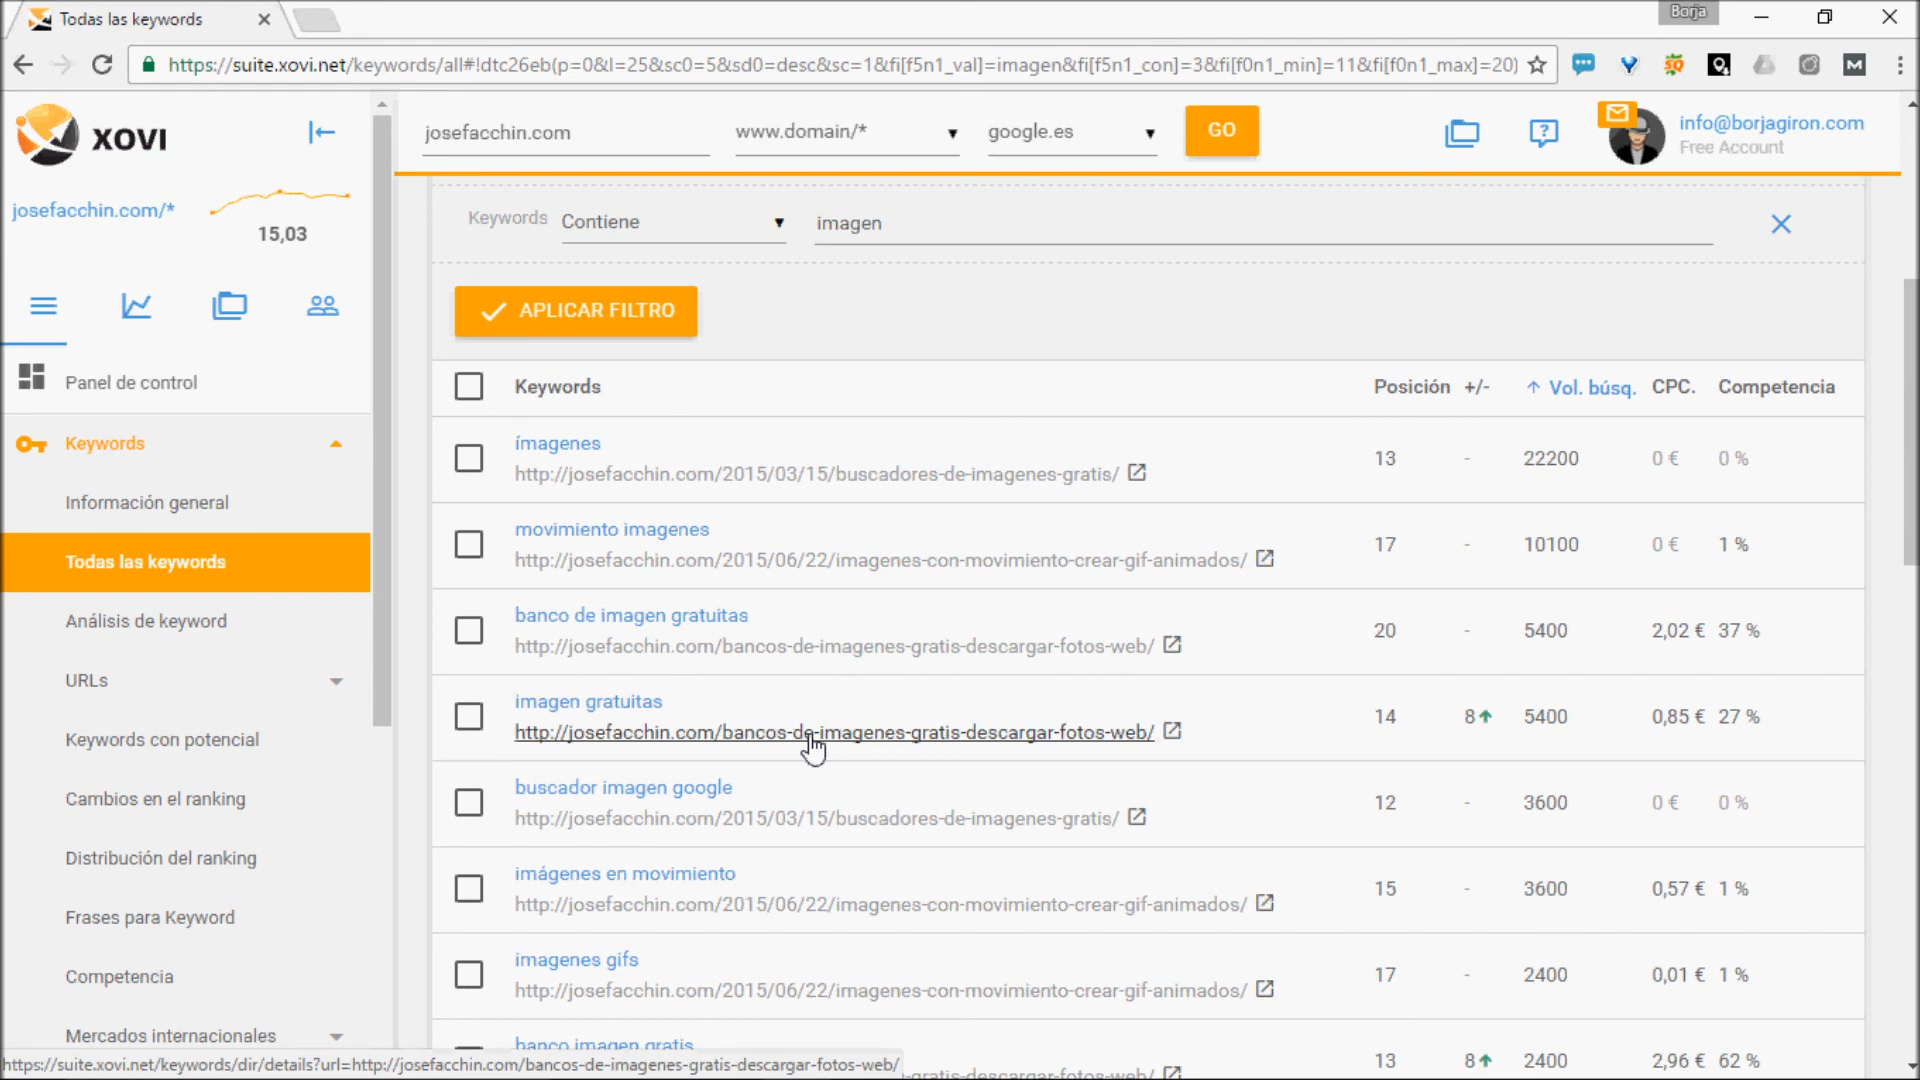 Todas las keywords
Borja
https://suite.xovi.net/keywords/all#!dtc26eb(p=0&l=25&sc0=5&sd0=desc&sc=1&fi[f5n1_val]=imagen&fi[f5n1_con]=3&fi[f0n1_min]=11&fi[f0n1_max]=20)
XOVI
josefacchin.com
www.domain/*
google.es
GO
info@borjagiron.com
Free Account
josefacchin.com/*
15,03
Keywords Contiene imagen
APLICAR FILTRO
Panel de control
Keywords
Información general
Todas las keywords
Análisis de keyword
URLs
Keywords con potencial
Cambios en el ranking
Distribución del ranking
Frases para Keyword
Competencia
Mercados internacionales
Keywords Posición +/- Vol. búsq. CPC. Competencia
ímagenes
http://josefacchin.com/2015/03/15/buscadores-de-imagenes-gratis/
13 - 22200 0 € 0 %
movimiento imagenes
http://josefacchin.com/2015/06/22/imagenes-con-movimiento-crear-gif-animados/
17 - 10100 0 € 1 %
banco de imagen gratuitas
http://josefacchin.com/bancos-de-imagenes-gratis-descargar-fotos-web/
20 - 5400 2,02 € 37 %
imagen gratuitas
http://josefacchin.com/bancos-de-imagenes-gratis-descargar-fotos-web/
14 8 5400 0,85 € 27 %
buscador imagen google
http://josefacchin.com/2015/03/15/buscadores-de-imagenes-gratis/
12 - 3600 0 € 0 %
imágenes en movimiento
http://josefacchin.com/2015/06/22/imagenes-con-movimiento-crear-gif-animados/
15 - 3600 0,57 € 1 %
imagenes gifs
http://josefacchin.com/2015/06/22/imagenes-con-movimiento-crear-gif-animados/
17 - 2400 0,01 € 1 %
banco imagen gratis
-gratis-descargar-fotos-web/
13 8 2400 2,96 € 62 %
https://suite.xovi.net/keywords/dir/details?url=http://josefacchin.com/bancos-de-imagenes-gratis-descargar-fotos-web/